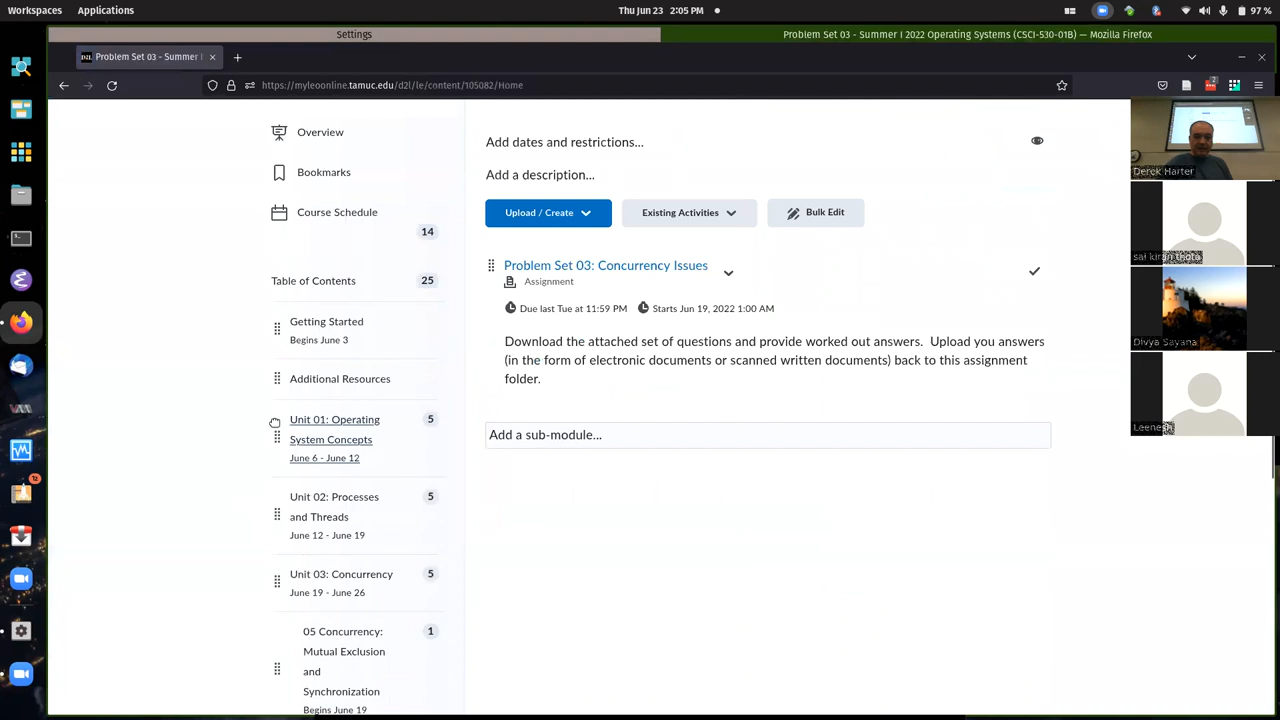 Workspaces Applications Thu Jun 23 2:05 PM 97 %
Settings Problem Set 03 - Summer I 2022 Operating Systems (CSCI-530-01B) — Mozilla Firefox
Problem Set 03 - Summer I
https://myleoonline.tamuc.edu/d2l/le/content/105082/Home
Overview
Bookmarks
Course Schedule
14
Table of Contents 25
Getting Started
Begins June 3
Additional Resources
Unit 01: Operating 5
System Concepts
June 6 - June 12
Unit 02: Processes 5
and Threads
June 12 - June 19
Unit 03: Concurrency 5
June 19 - June 26
05 Concurrency: 1
Mutual Exclusion
and
Synchronization
Begins June 19
Add dates and restrictions...
Add a description...
Upload / Create Existing Activities Bulk Edit
Problem Set 03: Concurrency Issues
Assignment
Due last Tue at 11:59 PM Starts Jun 19, 2022 1:00 AM
Download the attached set of questions and provide worked out answers. Upload you answers
(in the form of electronic documents or scanned written documents) back to this assignment
folder.
Add a sub-module...
Derek Harter
sai kiran thota
Divya Sayana
12
2